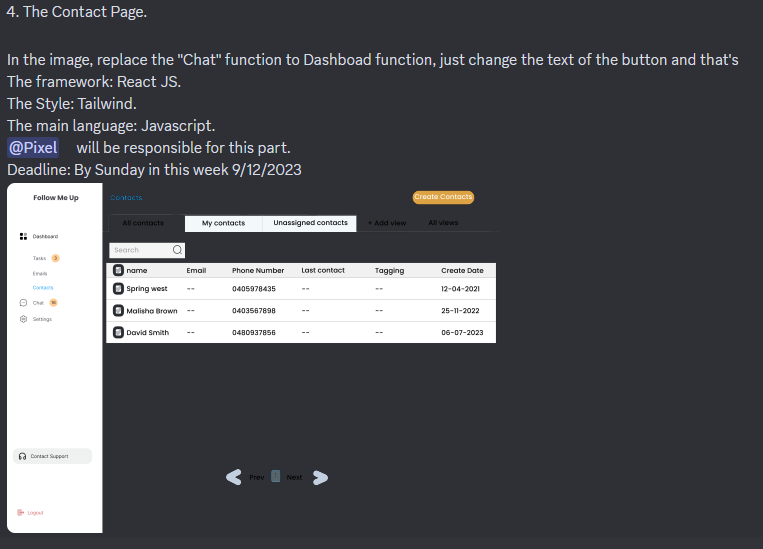 4. The Contact Page.
In the image, replace the "Chat" function to Dashboad function, just change the text of the button and that's
The framework: React JS.
The Style: Tailwind.
The main language: Javascript.
@Pixel will be responsible for this part.
Deadline: By Sunday in this week 9/12/2023
Follow Me Up
Contacts
Create Contacts
All contacts My contacts Unassigned contacts + Add view All views
Dashboard
Search
Tasks 3
Emails
Contacts
Chat
Settings
name Email Phone Number Last contact Tagging Create Date
Spring west -- 0405978435 -- -- 12-04-2021
Malisha Brown -- 0403567898 -- -- 25-11-2022
David Smith -- 0480937856 -- -- 06-07-2023
Contact Support
Prev Next
Logout